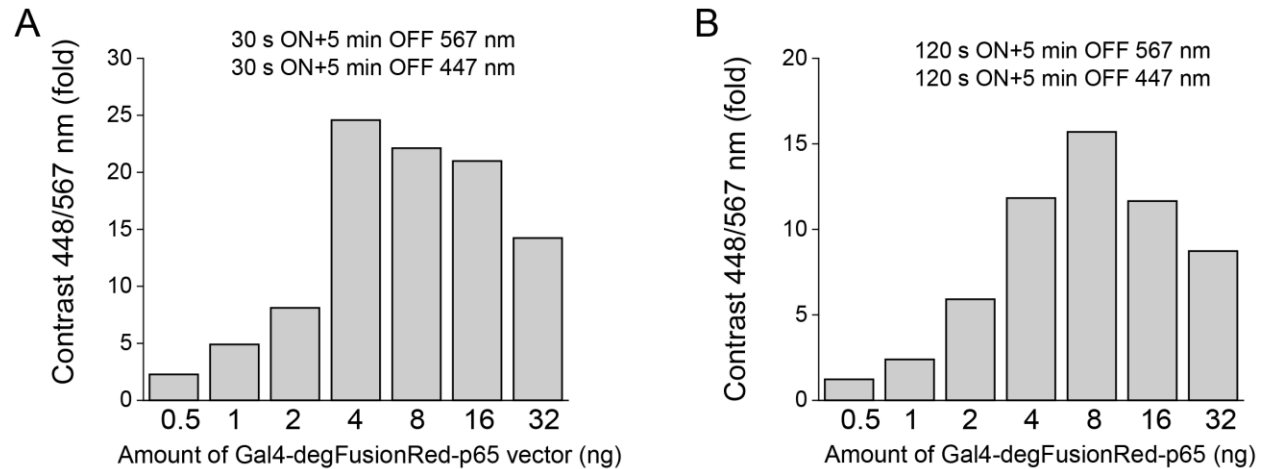 A
30 s ON+5 min OFF 567 nm
30 s ON+5 min OFF 447 nm
Contrast 448/567 nm (fold)
30
25
20
15
10
5
0
0.5 1 2 4 8 16 32
Amount of Gal4-degFusionRed-p65 vector (ng)
B
120 s ON+5 min OFF 567 nm
120 s ON+5 min OFF 447 nm
Contrast 448/567 nm (fold)
20
15
10
5
0
0.5 1 2 4 8 16 32
Amount of Gal4-degFusionRed-p65 (ng)